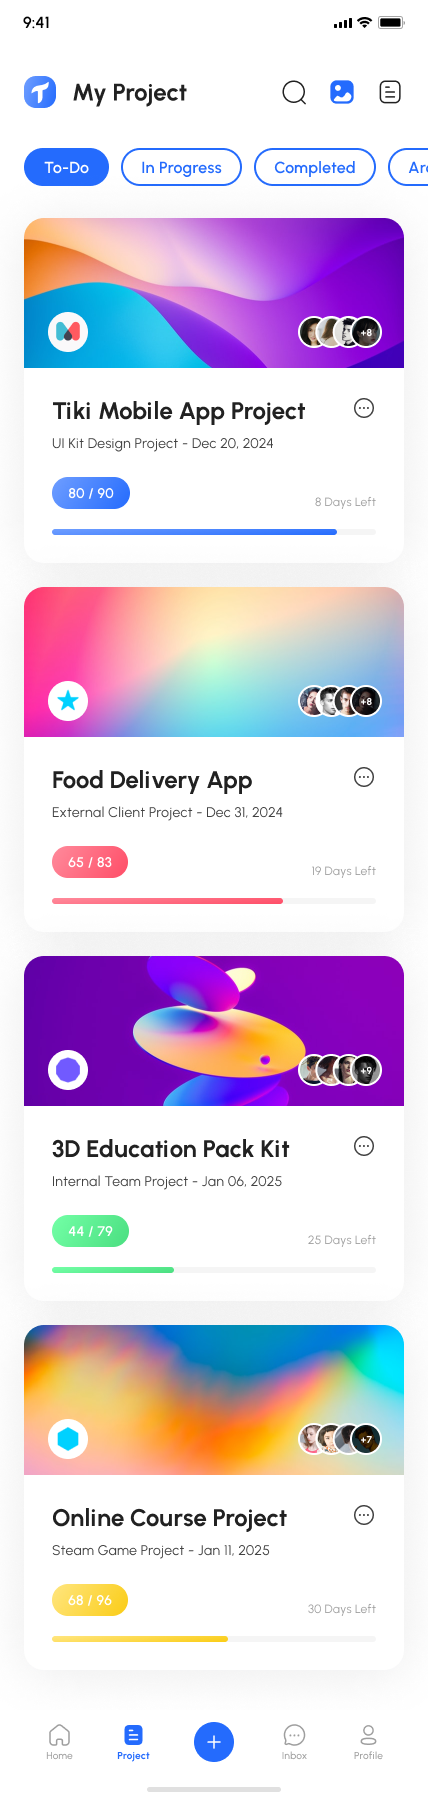 9:41
My Project
To-Do
In Progress
Completed
Arc
+8
Tiki Mobile App Project
UI Kit Design Project - Dec 20, 2024
80 / 90
8 Days Left
+8
Food Delivery App
External Client Project - Dec 31, 2024
65 / 83
19 Days Left
+9
3D Education Pack Kit
Internal Team Project - Jan 06, 2025
44 / 79
25 Days Left
+7
Online Course Project
Steam Game Project - Jan 11, 2025
68 / 96
30 Days Left
Home
Project
Inbox
Profile